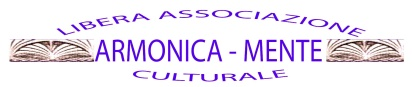 LIBERA ASSOCIAZIONE
ARMONICA - MENTE
CULTURALE